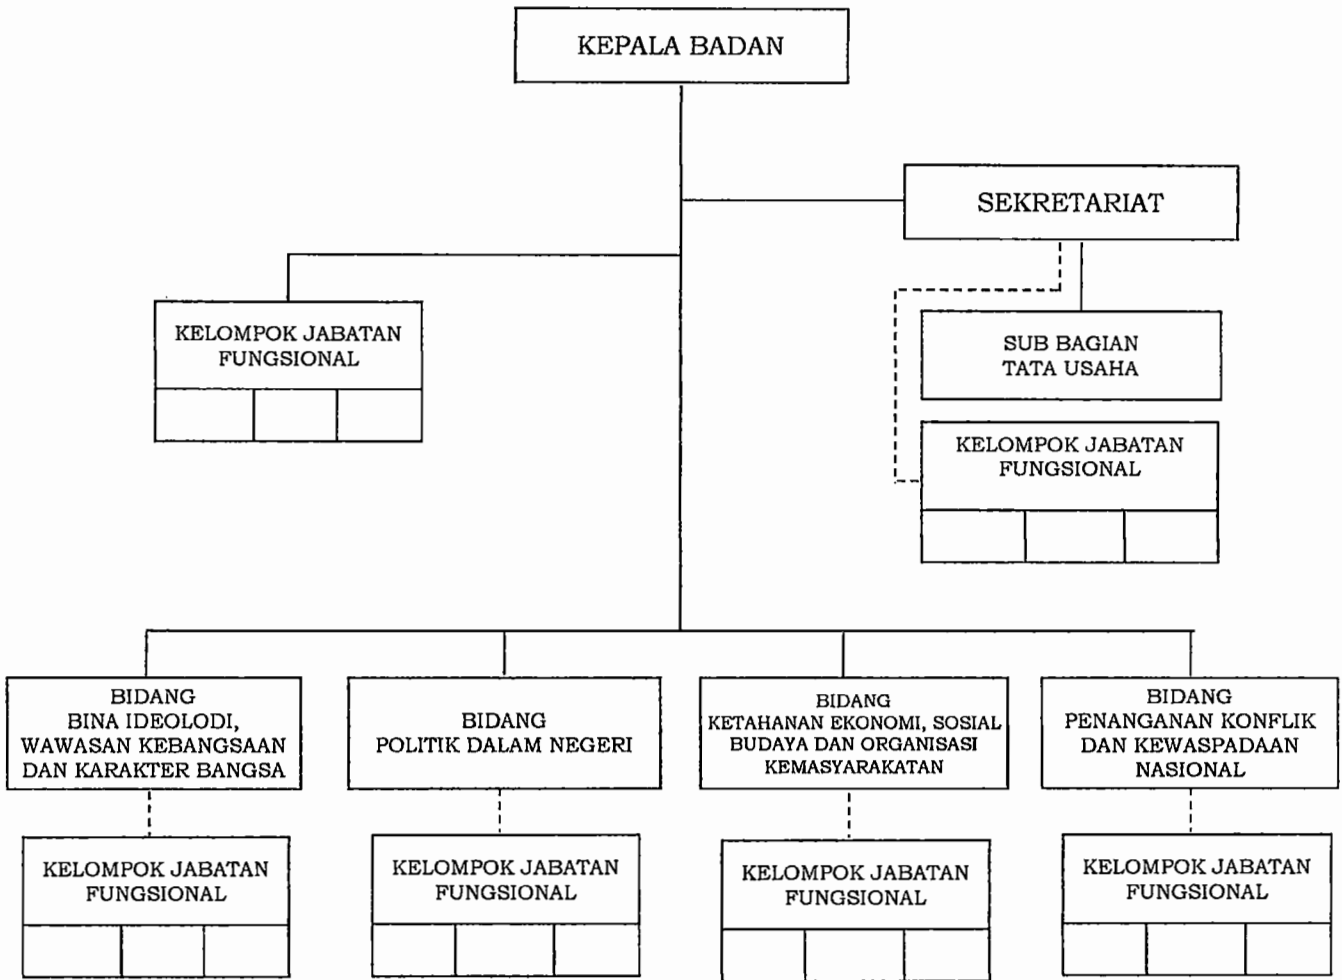 KEPALA BADAN
SEKRETARIAT
KELOMPOK JABATAN
FUNGSIONAL
SUB BAGIAN
TATA USAHA
KELOMPOK JABATAN
FUNGSIONAL
BIDANG
BINA IDEOLODI,
WAWASAN KEBANGSAAN
DAN KARAKTER BANGSA
BIDANG
POLITIK DALAM NEGERI
BIDANG
KETAHANAN EKONOMI, SOSIAL
BUDAYA DAN ORGANISASI
KEMASYARAKATAN
BIDANG
PENANGANAN KONFLIK
DAN KEWASPADAAN
NASIONAL
KELOMPOK JABATAN
FUNGSIONAL
KELOMPOK JABATAN
FUNGSIONAL
KELOMPOK JABATAN
FUNGSIONAL
KELOMPOK JABATAN
FUNGSIONAL